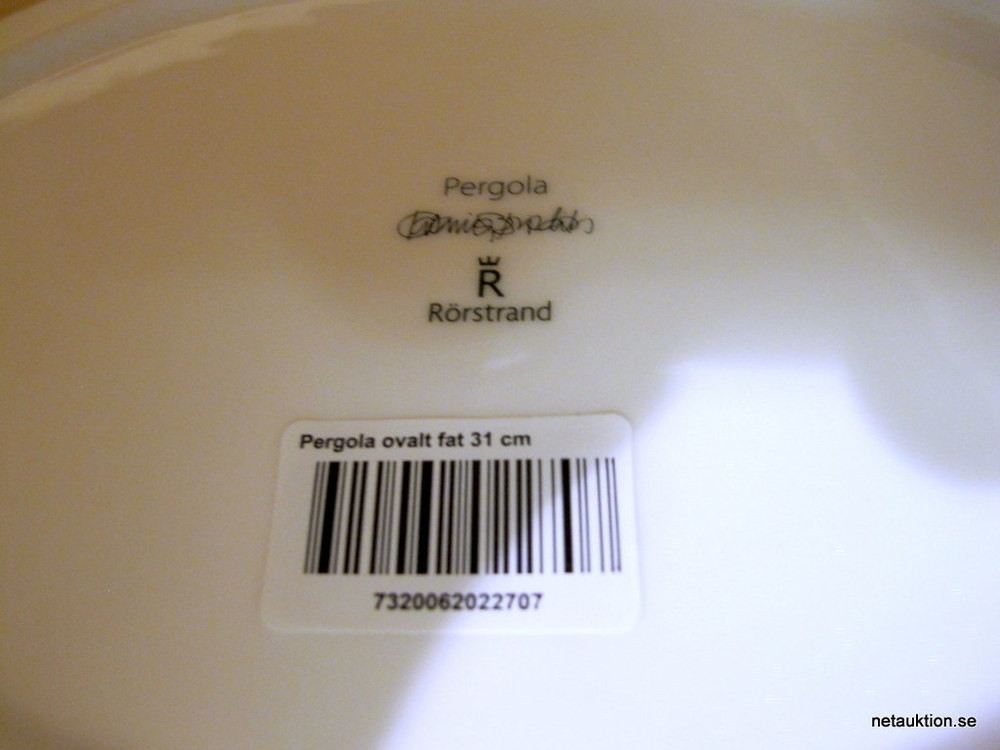 Pergola
R
Rörstrand
Pergola ovalt fat 31 cm
7320062022707
netauktion.se